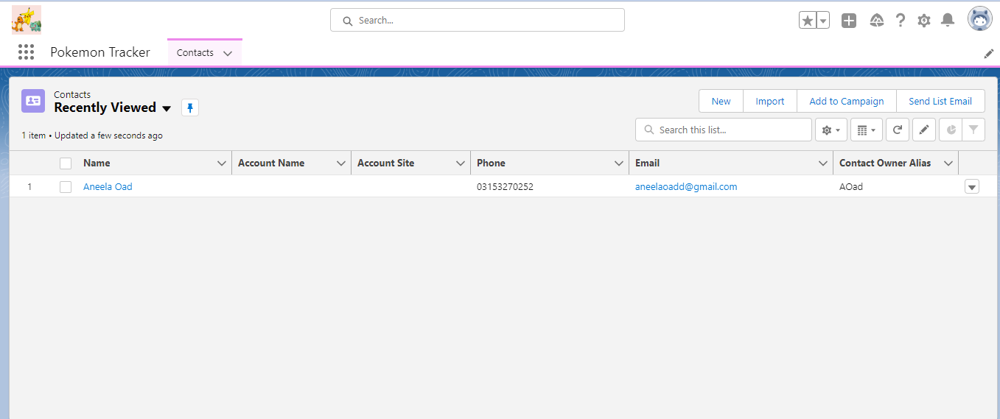 Search...
Pokemon Tracker
Contacts
Contacts
Recently Viewed
New
Import
Add to Campaign
Send List Email
1 item • Updated a few seconds ago
Search this list...
Name
Account Name
Account Site
Phone
Email
Contact Owner Alias
1
Aneela Oad
03153270252
aneelaoadd@gmail.com
AOad